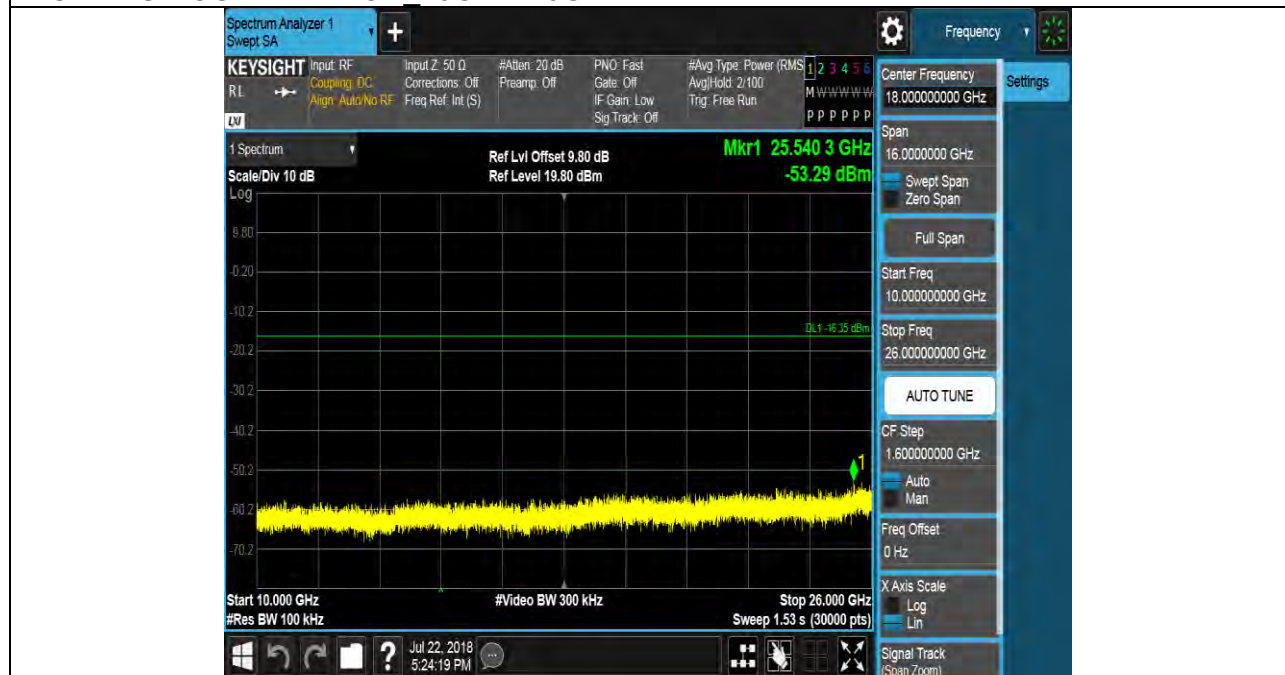 Spectrum Analyzer 1
Swept SA
+
Frequency
KEYSIGHT
RL
LXI
Input: RF
Coupling: DC
Align: Auto/No RF
Input Z: 50 Ω
Corrections: Off
Freq Ref: Int (S)
#Atten: 20 dB
Preamp: Off
PNO: Fast
Gate: Off
IF Gain: Low
Sig Track: Off
#Avg Type: Power (RMS
Avg|Hold: 2/100
Trig: Free Run
1 2 3 4 5 6
M W W W W W
P P P P P P
Center Frequency
18.000000000 GHz
Settings
1 Spectrum
Scale/Div 10 dB
Ref Lvl Offset 9.80 dB
Ref Level 19.80 dBm
Mkr1 25.540 3 GHz
-53.29 dBm
Span
16.0000000 GHz
Swept Span
Zero Span
Full Span
Start Freq
10.000000000 GHz
Stop Freq
26.000000000 GHz
AUTO TUNE
CF Step
1.600000000 GHz
Auto
Man
Freq Offset
0 Hz
X Axis Scale
Log
Lin
Signal Track
(Span Zoom)
Log
9.80
-0.20
-10.2
DL1 -16.35 dBm
-20.2
-30.2
-40.2
-50.2
1
-60.2
-70.2
Start 10.000 GHz
#Res BW 100 kHz
#Video BW 300 kHz
Stop 26.000 GHz
Sweep 1.53 s (30000 pts)
?
Jul 22, 2018
5:24:19 PM